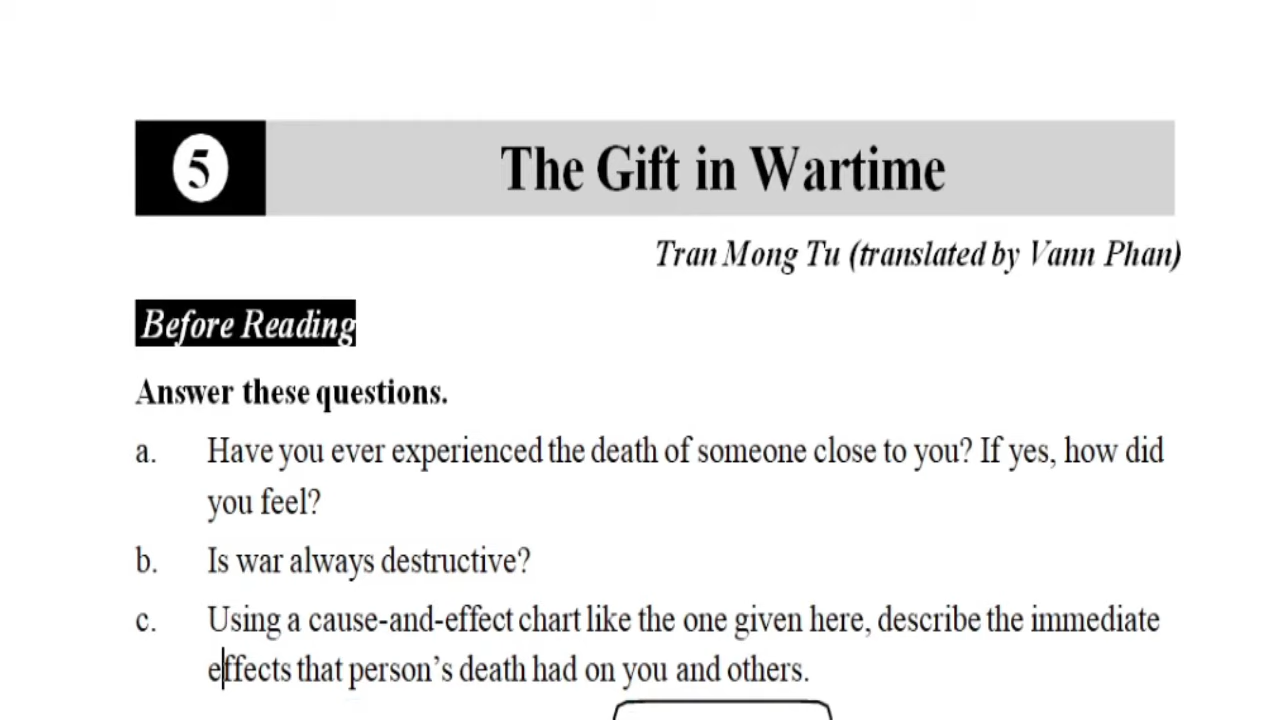 5 The Gift in Wartime
Tran Mong Tu (translated by Vann Phan)
Before Reading
Answer these questions.
a. Have you ever experienced the death of someone close to you? If yes, how did
you feel?
b. Is war always destructive?
c. Using a cause-and-effect chart like the one given here, describe the immediate
effects that person’s death had on you and others.